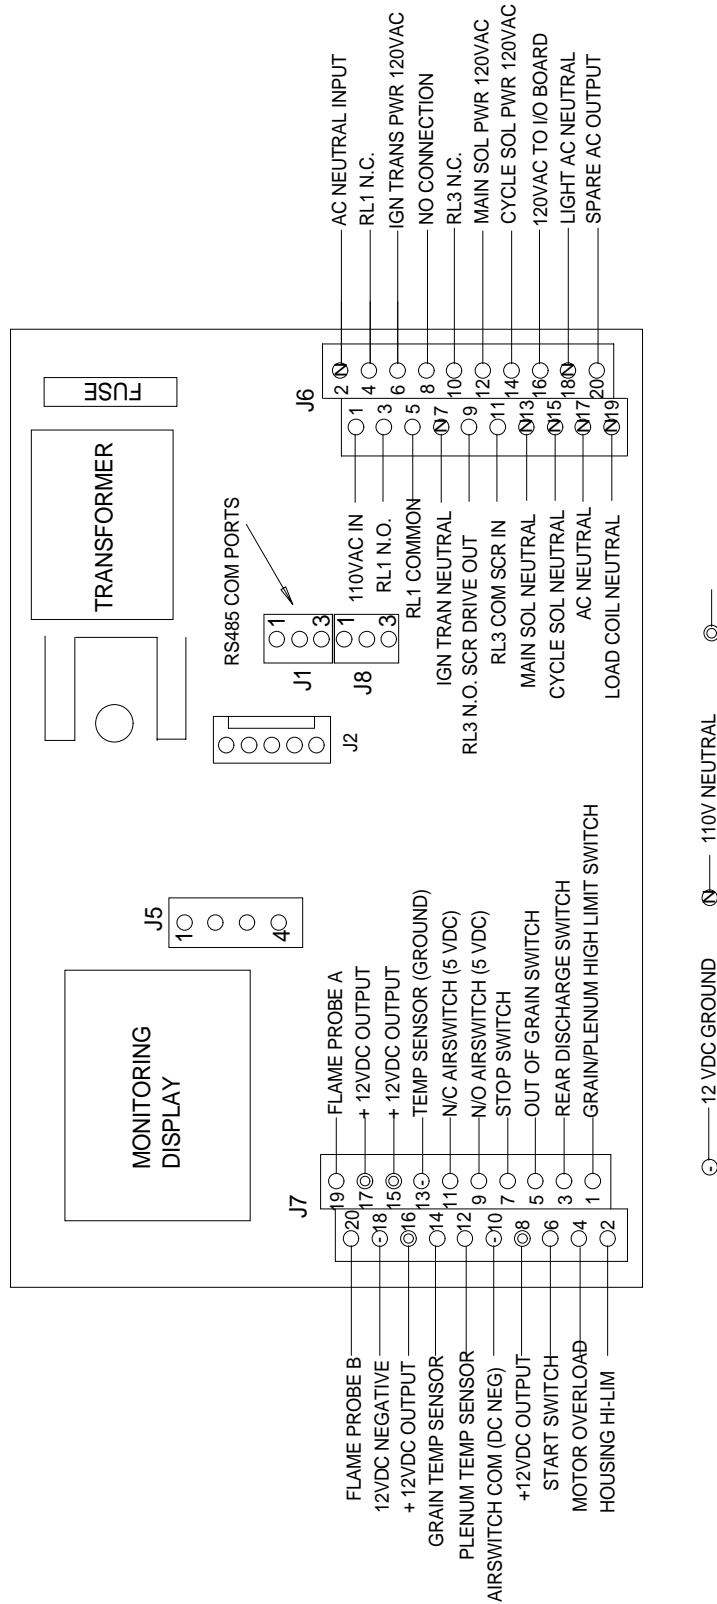 FUSE
TRANSFORMER
RS485 COM PORTS
MONITORING
DISPLAY
J5
1
4
J2
J1
1
3
J8
1
3
J6
2 N AC NEUTRAL INPUT
4 RL1 N.C.
6 IGN TRANS PWR 120VAC
8 NO CONNECTION
10 RL3 N.C.
12 MAIN SOL PWR 120VAC
14 CYCLE SOL PWR 120VAC
16 120VAC TO I/O BOARD
18 N LIGHT AC NEUTRAL
20 SPARE AC OUTPUT
110VAC IN 1
RL1 N.O. 3
RL1 COMMON 5
IGN TRAN NEUTRAL N 7
RL3 N.O. SCR DRIVE OUT 9
RL3 COM SCR IN 11
MAIN SOL NEUTRAL N 13
CYCLE SOL NEUTRAL N 15
AC NEUTRAL N 17
LOAD COIL NEUTRAL N 19
J7
19 FLAME PROBE A
17 + 12VDC OUTPUT
15 + 12VDC OUTPUT
13 - TEMP SENSOR (GROUND)
11 N/C AIRSWITCH (5 VDC)
9 N/O AIRSWITCH (5 VDC)
7 STOP SWITCH
5 OUT OF GRAIN SWITCH
3 REAR DISCHARGE SWITCH
1 GRAIN/PLENUM HIGH LIMIT SWITCH
FLAME PROBE B 20
12VDC NEGATIVE - 18
+ 12VDC OUTPUT 16
GRAIN TEMP SENSOR 14
PLENUM TEMP SENSOR 12
AIRSWITCH COM (DC NEG) - 10
+12VDC OUTPUT 8
START SWITCH 6
MOTOR OVERLOAD 4
HOUSING HI-LIM 2
- 12 VDC GROUND
N 110V NEUTRAL